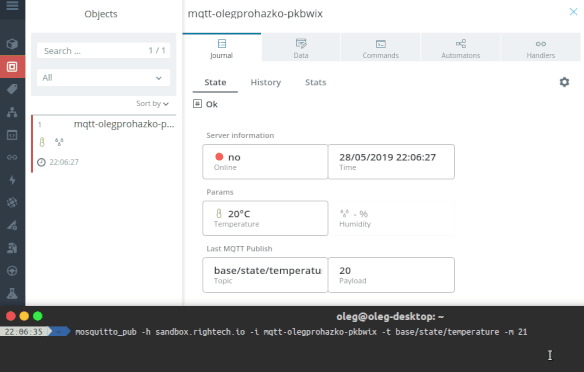 Objects
mqtt-olegprohazko-pkbwix
Search ... 1 / 1
All
Sort by
1 mqtt-olegprohazko-p...
22:06:27
Journal Data Commands Automatons Handlers
State History Stats
Ok
Server information
no 28/05/2019 22:06:27
Online Time
Params
20°C - %
Temperature Humidity
Last MQTT Publish
base/state/temperatu 20
Topic Payload
oleg@oleg-desktop: ~
22:06:35 ~ mosquitto_pub -h sandbox.rightech.io -i mqtt-olegprohazko-pkbwix -t base/state/temperature -m 21